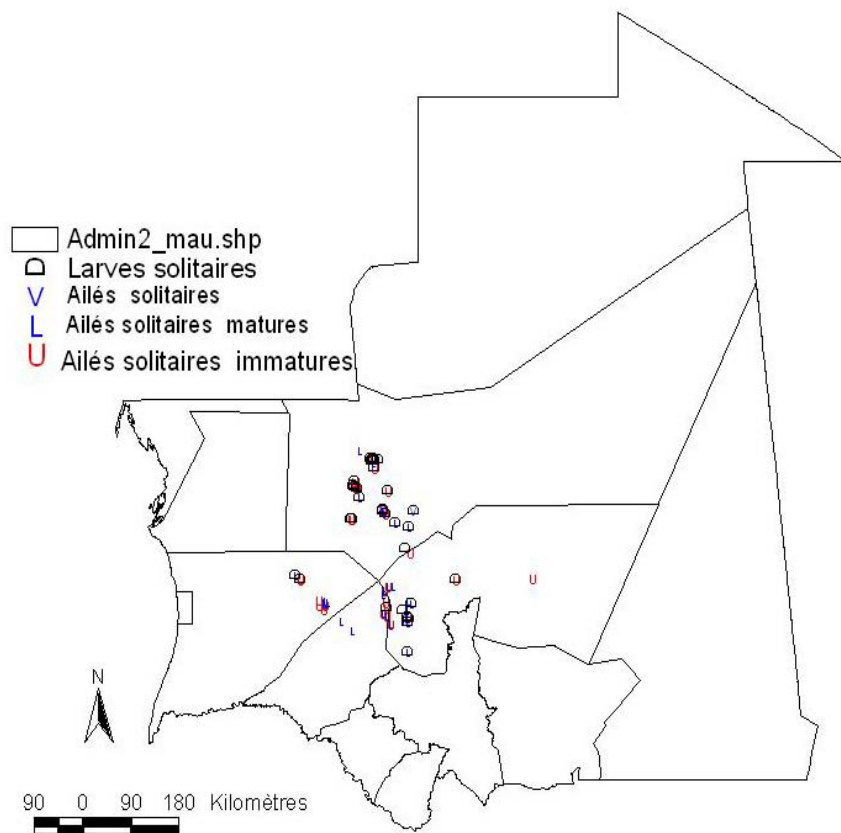 Admin2_mau.shp
D Larves solitaires
V Ailés solitaires
L Ailés solitaires matures
U Ailés solitaires immatures
N
90 0 90 180 Kilomètres